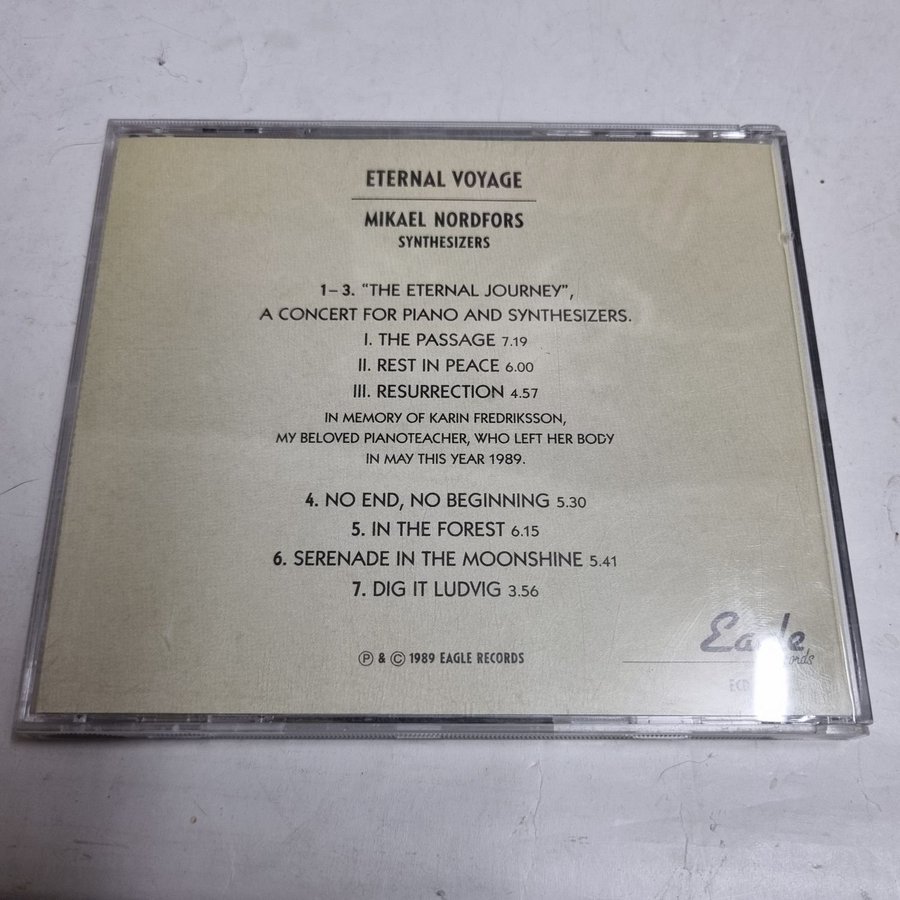 ETERNAL VOYAGE
MIKAEL NORDFORS
SYNTHESIZERS
1–3. “THE ETERNAL JOURNEY”,
A CONCERT FOR PIANO AND SYNTHESIZERS.
I. THE PASSAGE 7.19
II. REST IN PEACE 6.00
III. RESURRECTION 4.57
IN MEMORY OF KARIN FREDRIKSSON,
MY BELOVED PIANOTEACHER, WHO LEFT HER BODY
IN MAY THIS YEAR 1989.
4. NO END, NO BEGINNING 5.30
5. IN THE FOREST 6.15
6. SERENADE IN THE MOONSHINE 5.41
7. DIG IT LUDVIG 3.56
Ⓟ & © 1989 EAGLE RECORDS
Eagle
ECD